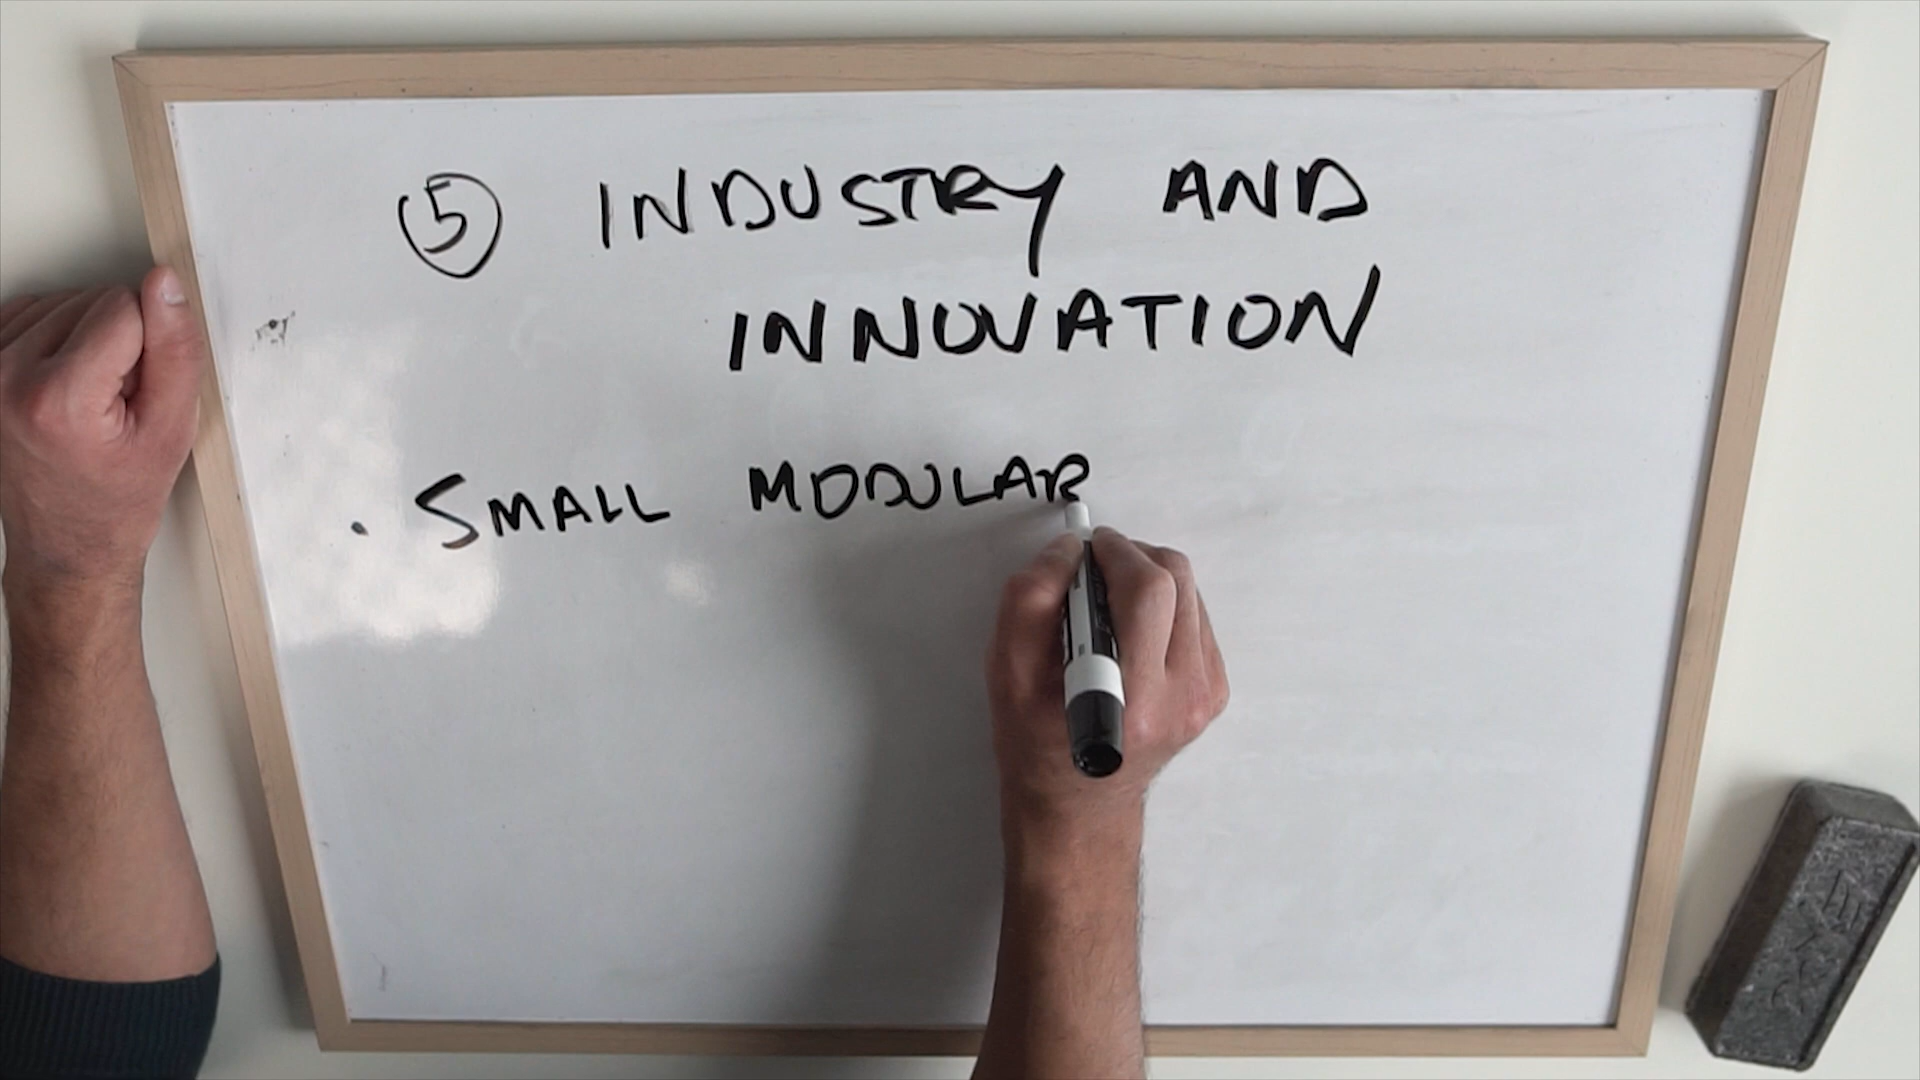 ⑤ INDUSTRY AND
INNOVATION
• SMALL MODULAR